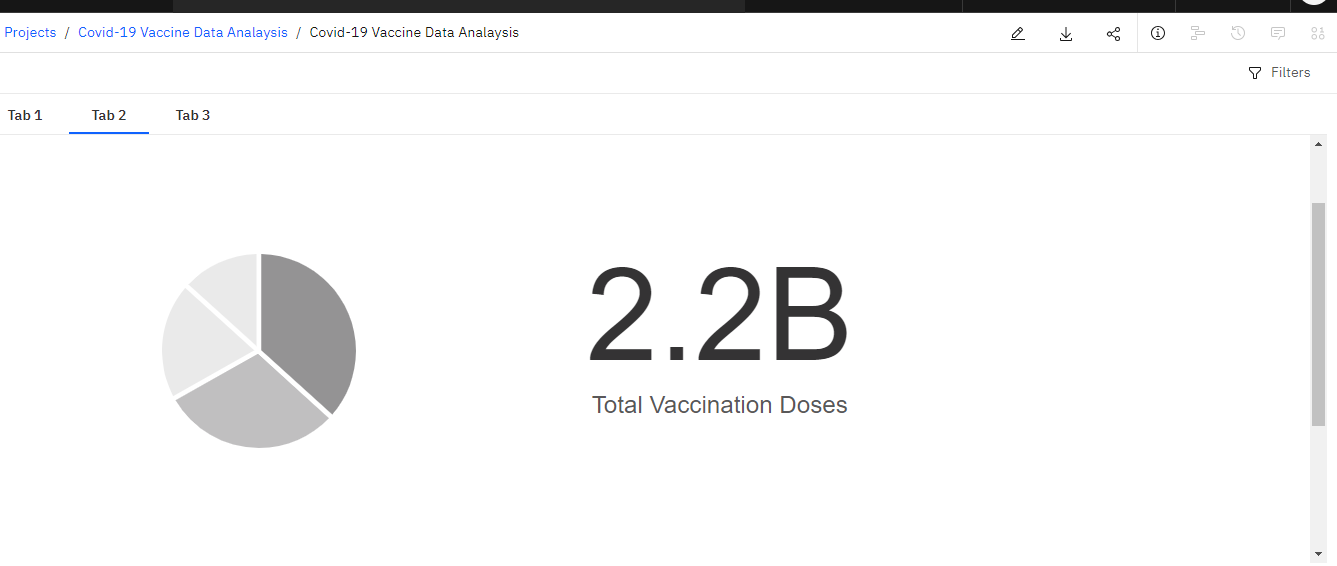 Projects / Covid-19 Vaccine Data Analaysis / Covid-19 Vaccine Data Analaysis
Filters
Tab 1 Tab 2 Tab 3
2.2B
Total Vaccination Doses